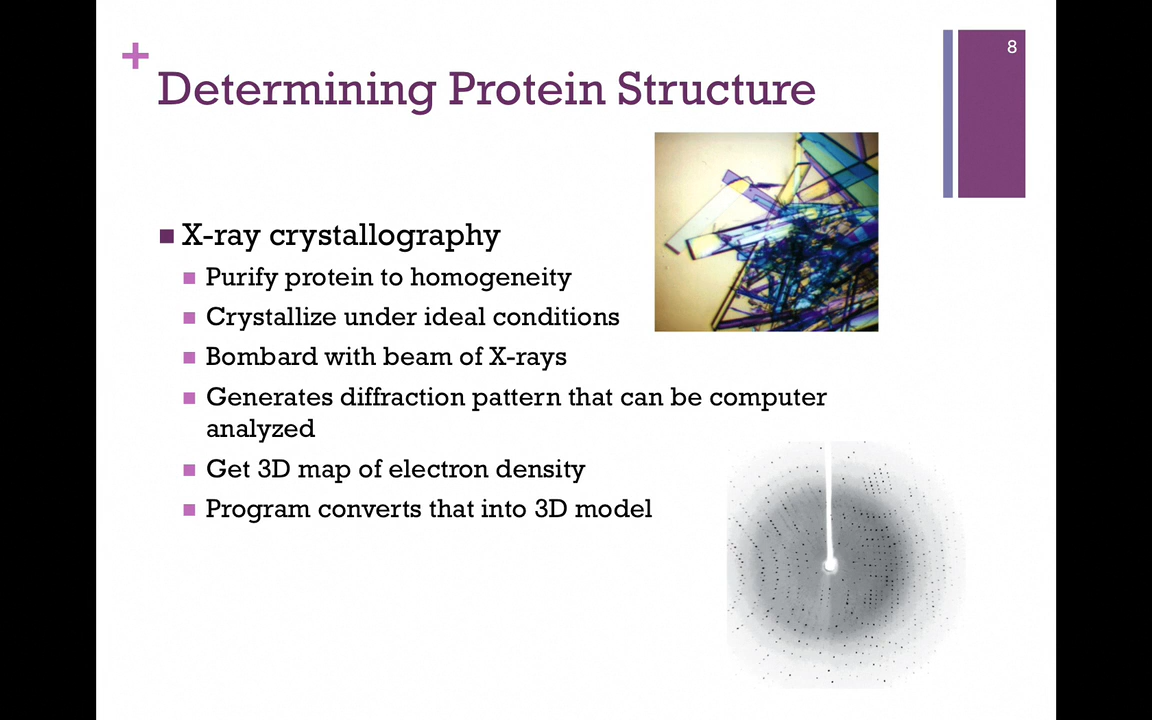 8
+
Determining Protein Structure
X-ray crystallography
Purify protein to homogeneity
Crystallize under ideal conditions
Bombard with beam of X-rays
Generates diffraction pattern that can be computer
analyzed
Get 3D map of electron density
Program converts that into 3D model